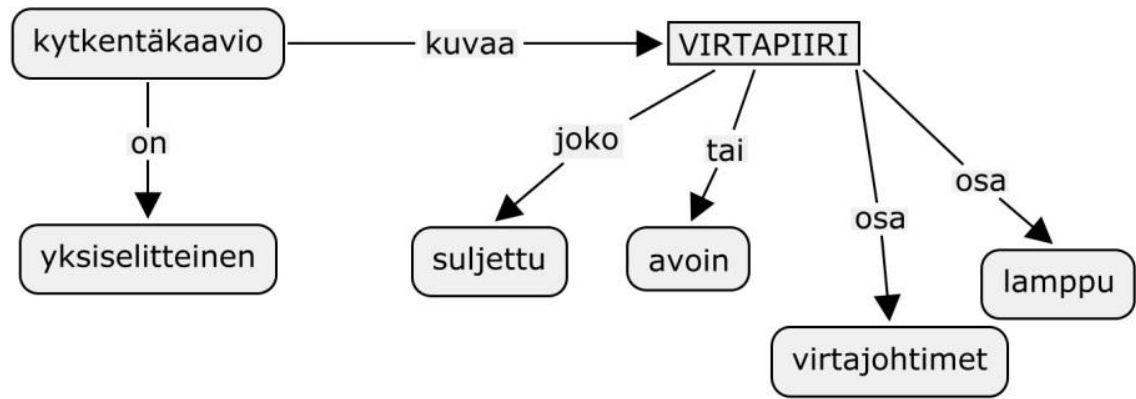 kytkentäkaavio
kuvaa
VIRTAPIIRI
on
joko
tai
osa
osa
yksiselitteinen
suljettu
avoin
lamppu
virtajohtimet